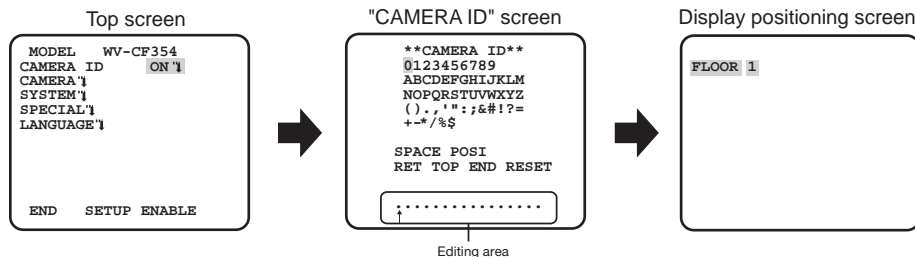 Top screen
MODEL WV-CF354
CAMERA ID ON
CAMERA
SYSTEM
SPECIAL
LANGUAGE
END SETUP ENABLE
"CAMERA ID" screen
**CAMERA ID**
0123456789
ABCDEFGHIJKLM
NOPQRSTUVWXYZ
().,'":;&#!?=
+-*/%$
SPACE POSI
RET TOP END RESET
................
Editing area
Display positioning screen
FLOOR 1